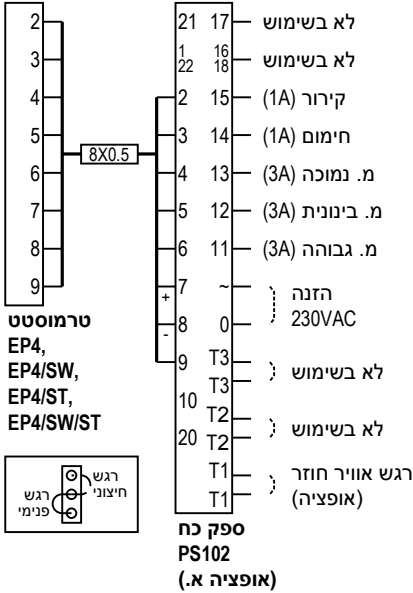 2
3
4
5
6
7
8
9
8X0.5
טרמוסטט
EP4,
EP4/SW,
EP4/ST,
EP4/SW/ST
רגש
חיצוני
רגש
פנימי
21 17 לא בשימוש
1 16
22 18 לא בשימוש
2 15 קירור (1A)
3 14 חימום (1A)
4 13 מ. נמוכה (3A)
5 12 מ. בינונית (3A)
6 11 מ. גבוהה (3A)
7 ~ הזנה
+
8 0 230VAC
-
9 T3
T3 לא בשימוש
10 T2
20 T2 לא בשימוש
T1 רגש אוויר חוזר
T1 (אופציה)
ספק כח
PS102
(אופציה א.)